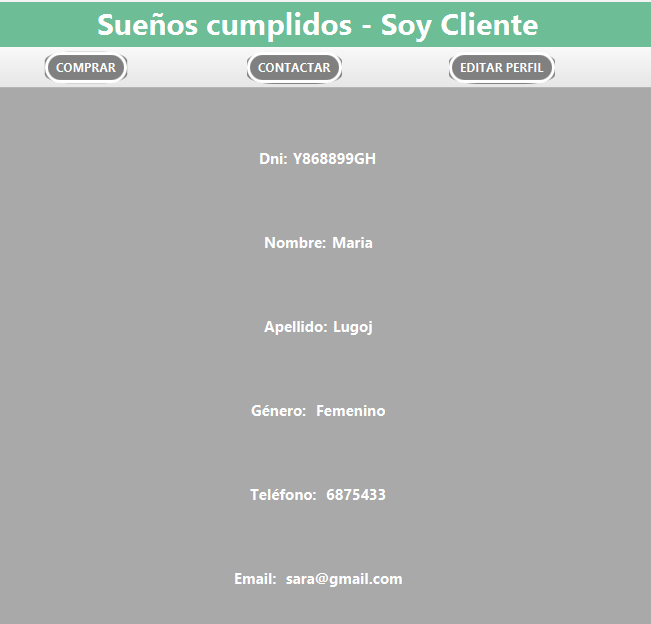 Sueños cumplidos - Soy Cliente
COMPRAR CONTACTAR EDITAR PERFIL
Dni: Y868899GH
Nombre: Maria
Apellido: Lugoj
Género: Femenino
Teléfono: 6875433
Email: sara@gmail.com